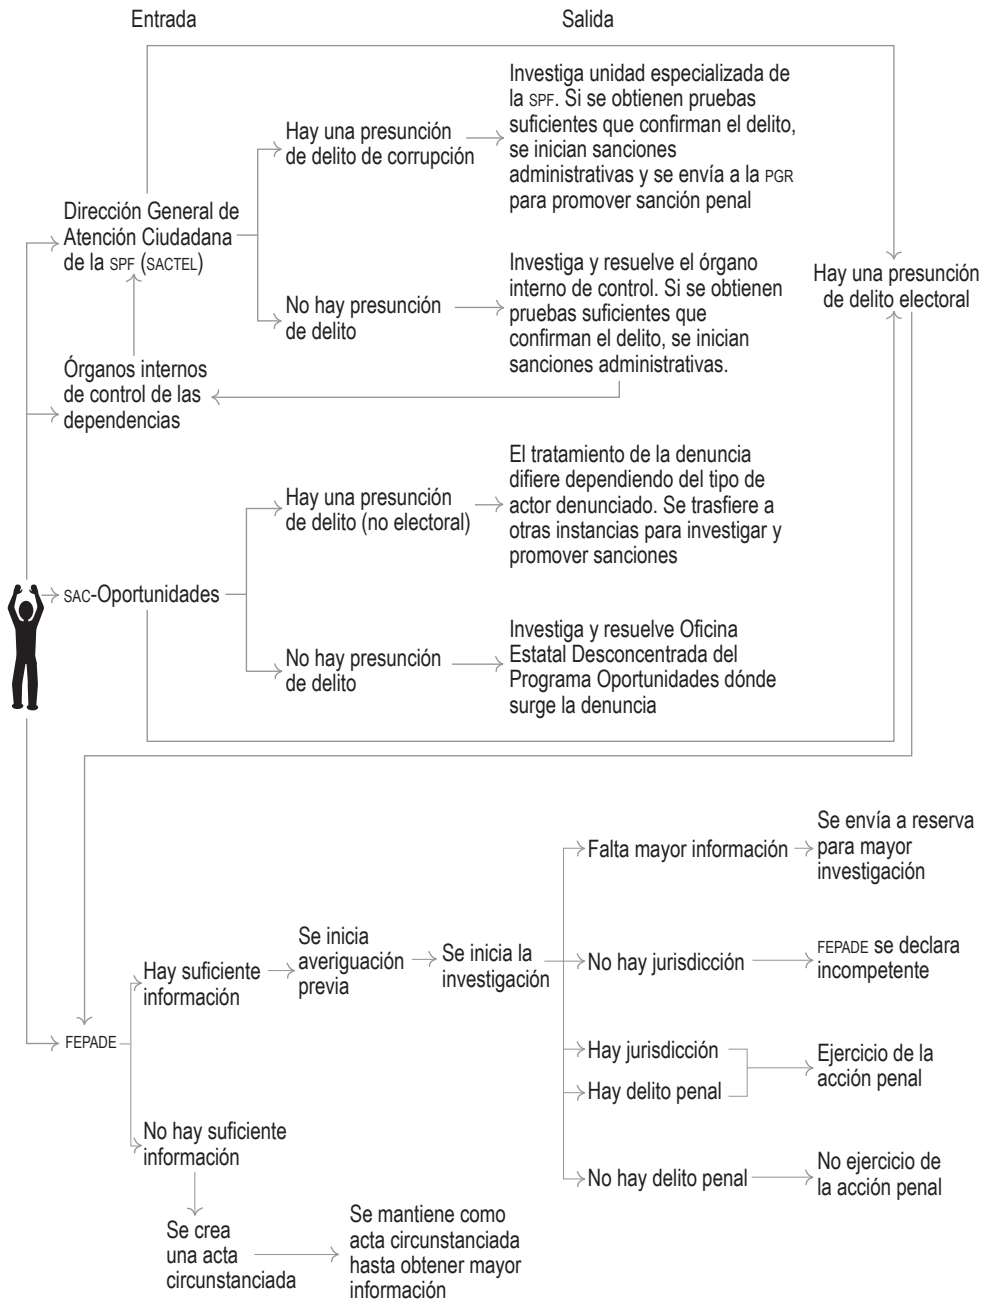 Entrada
Salida
Investiga unidad especializada de
la SPF. Si se obtienen pruebas
suficientes que confirman el delito,
se inician sanciones
administrativas y se envía a la PGR
para promover sanción penal
Hay una presunción
de delito de corrupción
Dirección General de
Atención Ciudadana
de la SPF (SACTEL)
No hay presunción
de delito
Investiga y resuelve el órgano
interno de control. Si se obtienen
pruebas suficientes que
confirman el delito, se inician
sanciones administrativas.
Hay una presunción
de delito electoral
Órganos internos
de control de las
dependencias
Hay una presunción
de delito (no electoral)
El tratamiento de la denuncia
difiere dependiendo del tipo de
actor denunciado. Se trasfiere a
otras instancias para investigar y
promover sanciones
SAC-Oportunidades
No hay presunción
de delito
Investiga y resuelve Oficina
Estatal Desconcentrada del
Programa Oportunidades dónde
surge la denuncia
FEPADE
Hay suficiente
información
Se inicia
averiguación
previa
Se inicia la
investigación
Falta mayor información
Se envía a reserva
para mayor
investigación
No hay jurisdicción
FEPADE se declara
incompetente
Hay jurisdicción
Hay delito penal
Ejercicio de la
acción penal
No hay delito penal
No ejercicio de
la acción penal
No hay suficiente
información
Se crea
una acta
circunstanciada
Se mantiene como
acta circunstanciada
hasta obtener mayor
información